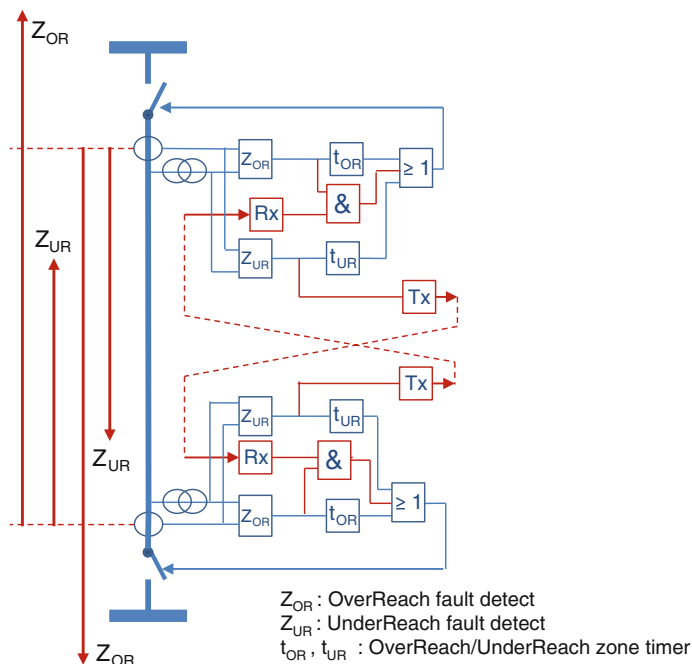 Z_OR
Z_OR t_OR ≥ 1
Rx &
Z_UR
Z_UR t_UR
Tx
Tx
Z_UR t_UR
Z_UR
Rx &
≥ 1
Z_OR t_OR
Z_OR : OverReach fault detect
Z_UR : UnderReach fault detect
t_OR , t_UR : OverReach/UnderReach zone timer
Z_OR